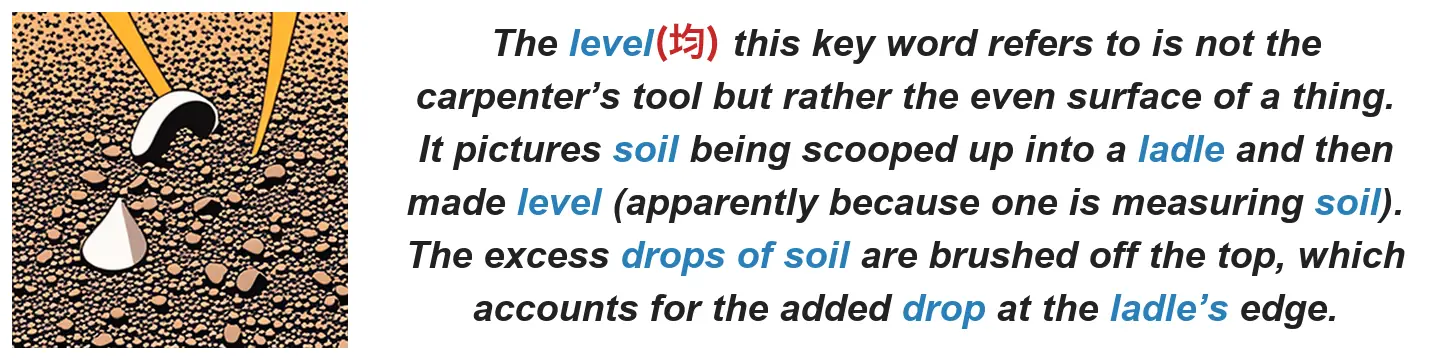 The level(均) this key word refers to is not the
carpenter’s tool but rather the even surface of a thing.
It pictures soil being scooped up into a ladle and then
made level (apparently because one is measuring soil).
The excess drops of soil are brushed off the top, which
accounts for the added drop at the ladle’s edge.